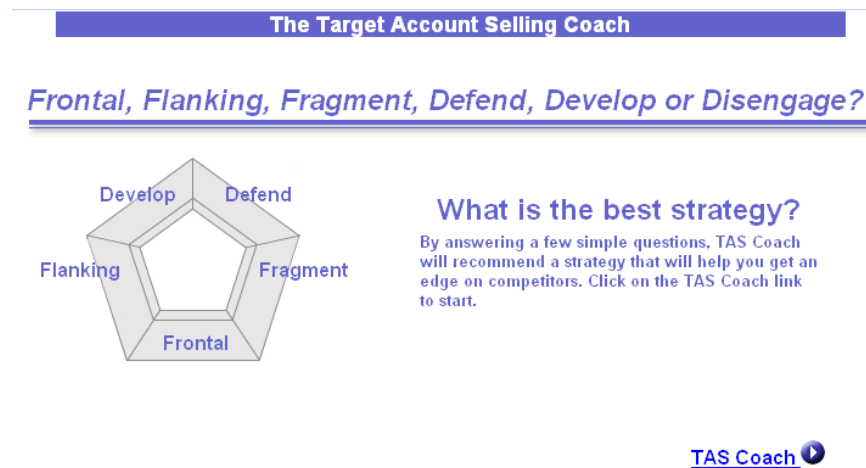 The Target Account Selling Coach
Frontal, Flanking, Fragment, Defend, Develop or Disengage?
Develop
Defend
Flanking
Fragment
Frontal
What is the best strategy?
By answering a few simple questions, TAS Coach
will recommend a strategy that will help you get an
edge on competitors. Click on the TAS Coach link
to start.
TAS Coach